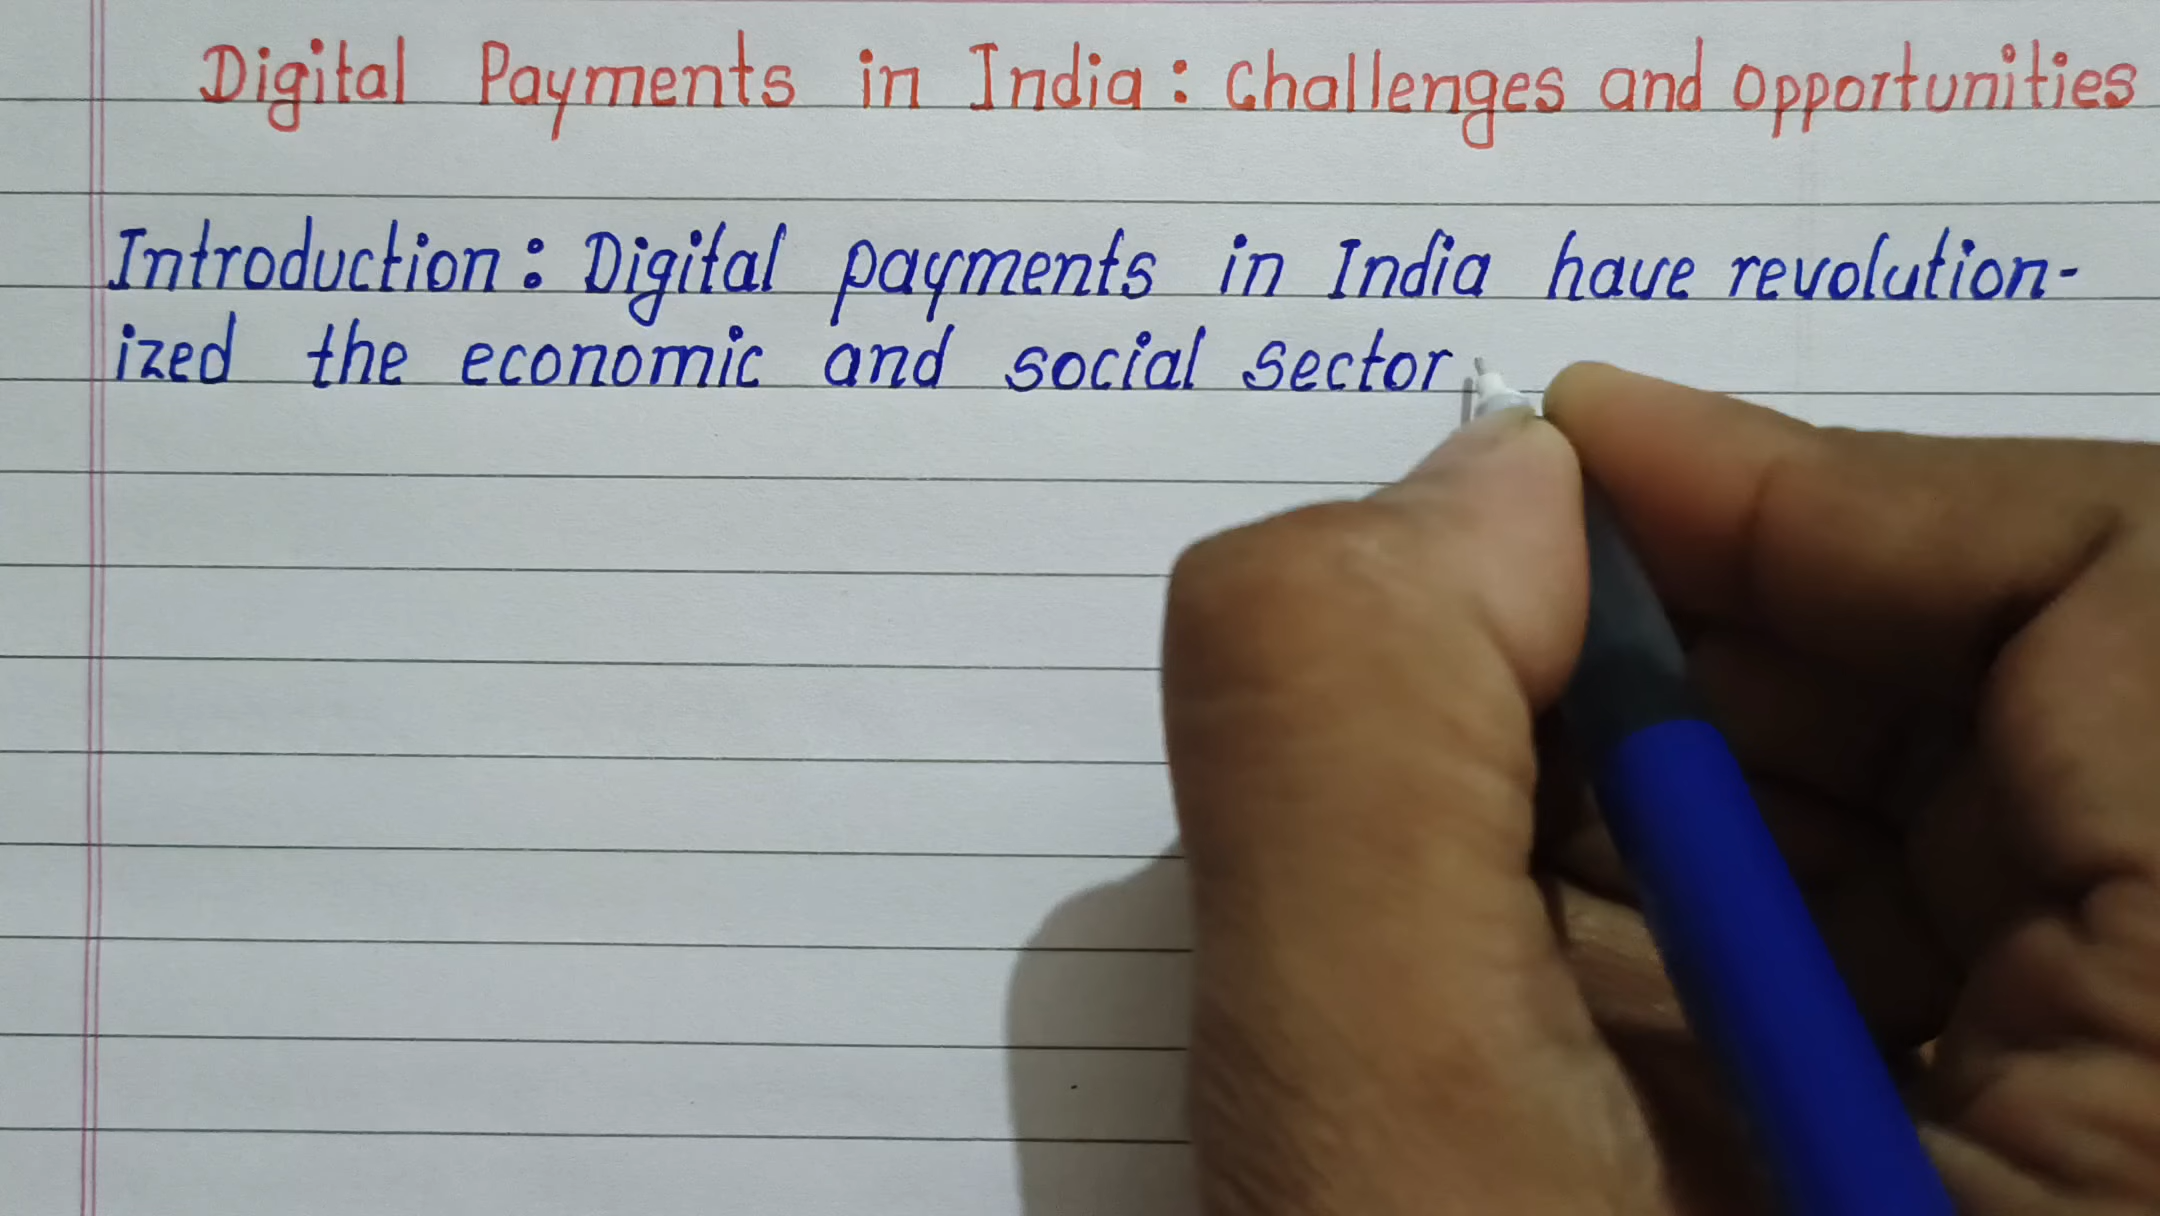 Digital Payments in India: Challenges and opportunities
Introduction: Digital payments in India have revolution-
ized the economic and social sector